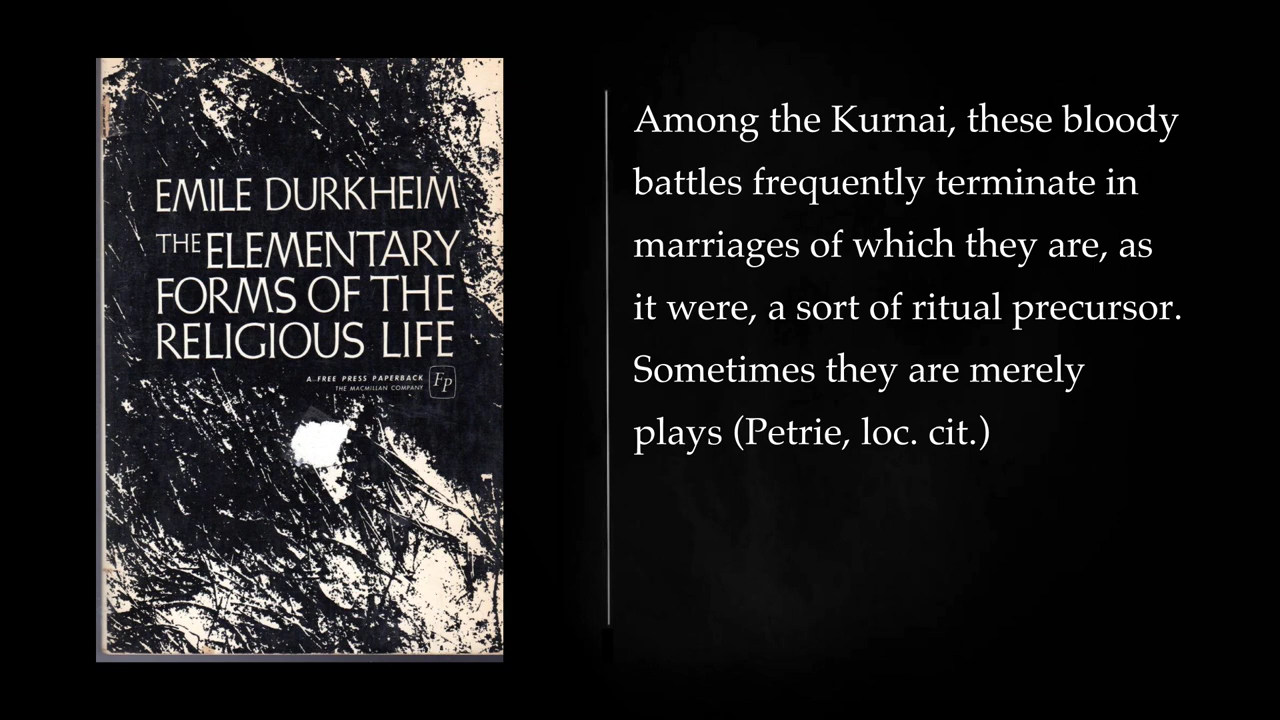 EMILE DURKHEIM
THE ELEMENTARY
FORMS OF THE
RELIGIOUS LIFE
A FREE PRESS PAPERBACK
THE MACMILLAN COMPANY
FP
Among the Kurnai, these bloody
battles frequently terminate in
marriages of which they are, as
it were, a sort of ritual precursor.
Sometimes they are merely
plays (Petrie, loc. cit.)